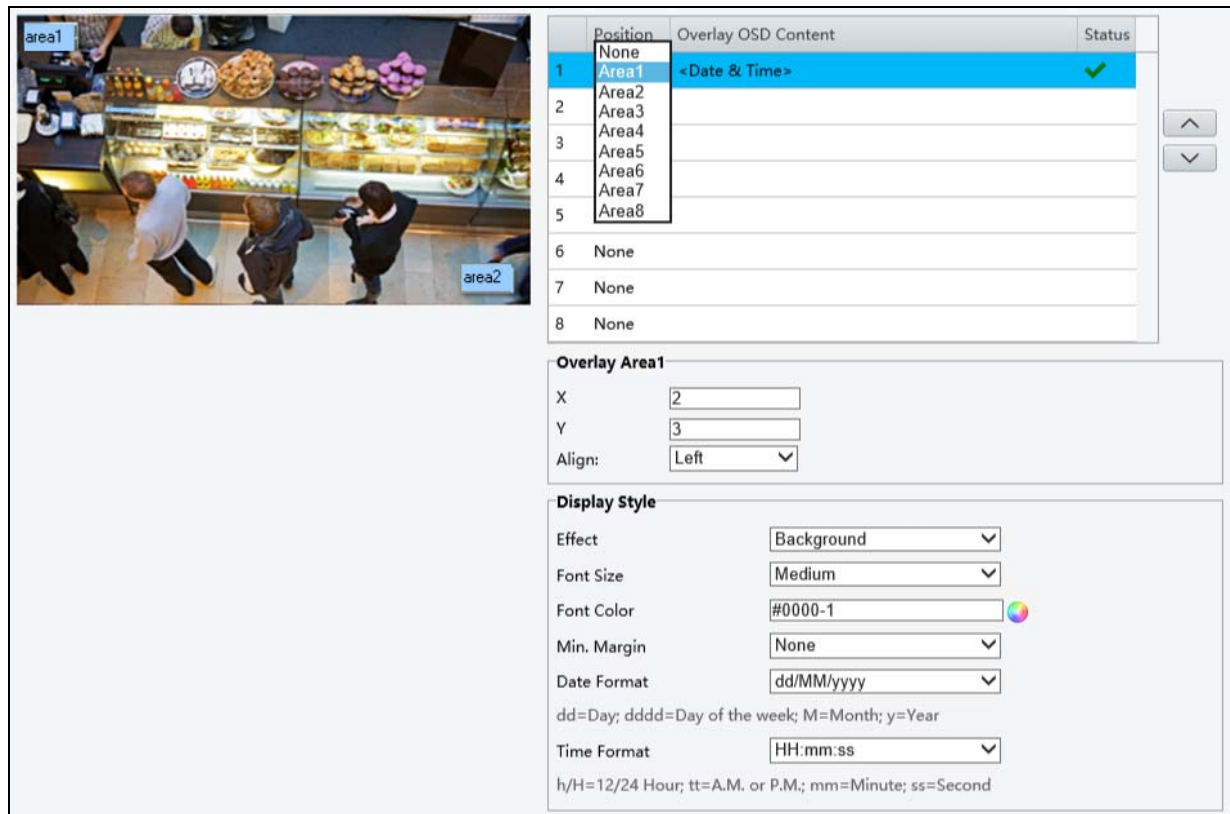 area1
area2
Position Overlay OSD Content Status
None
1 Area1 <Date & Time>
Area2
2
Area3
3 Area4
Area5
4 Area6
Area7
5 Area8
6 None
7 None
8 None
Overlay Area1
X 2
Y 3
Align: Left
Display Style
Effect Background
Font Size Medium
Font Color #0000-1
Min. Margin None
Date Format dd/MM/yyyy
dd=Day; dddd=Day of the week; M=Month; y=Year
Time Format HH:mm:ss
h/H=12/24 Hour; tt=A.M. or P.M.; mm=Minute; ss=Second